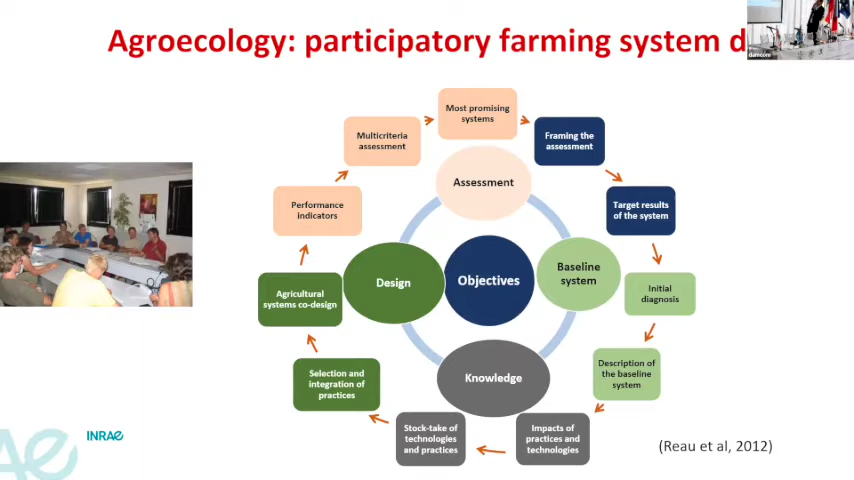 Agroecology: participatory farming system d
damcom
Most promising
systems
Multicriteria
assessment
Framing the
assessment
Assessment
Performance
indicators
Target results
of the system
Design
Objectives
Baseline
system
Agricultural
systems co-design
Initial
diagnosis
Selection and
integration of
practices
Knowledge
Description of
the baseline
system
Stock-take of
technologies
and practices
Impacts of
practices and
technologies
INRAE
(Reau et al, 2012)